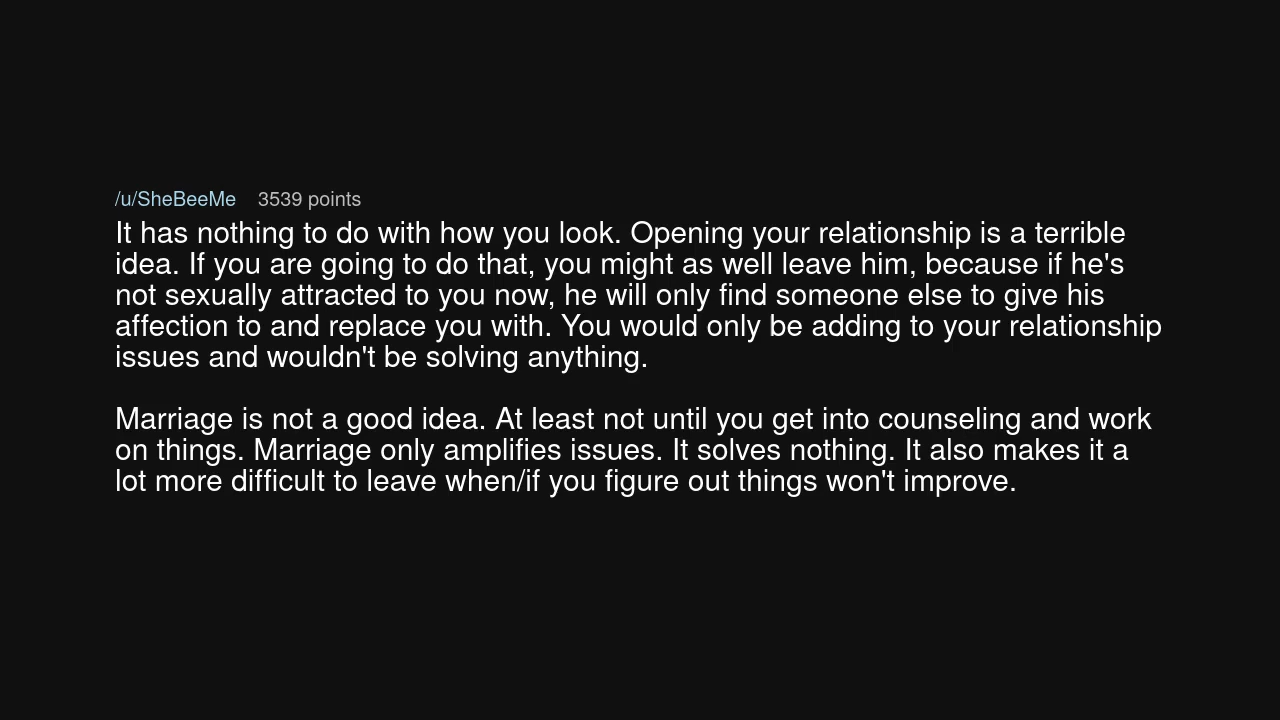 /u/SheBeeMe 3539 points
It has nothing to do with how you look. Opening your relationship is a terrible
idea. If you are going to do that, you might as well leave him, because if he's
not sexually attracted to you now, he will only find someone else to give his
affection to and replace you with. You would only be adding to your relationship
issues and wouldn't be solving anything.
Marriage is not a good idea. At least not until you get into counseling and work
on things. Marriage only amplifies issues. It solves nothing. It also makes it a
lot more difficult to leave when/if you figure out things won't improve.